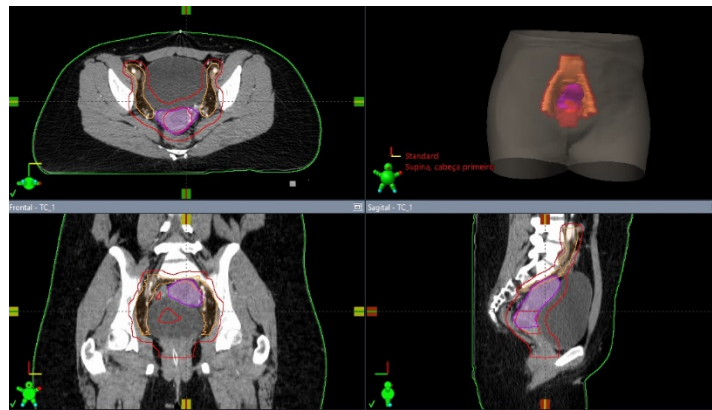 Standard
Supina, cabeça primeiro
Frontal - TC_1
Sagital - TC_1